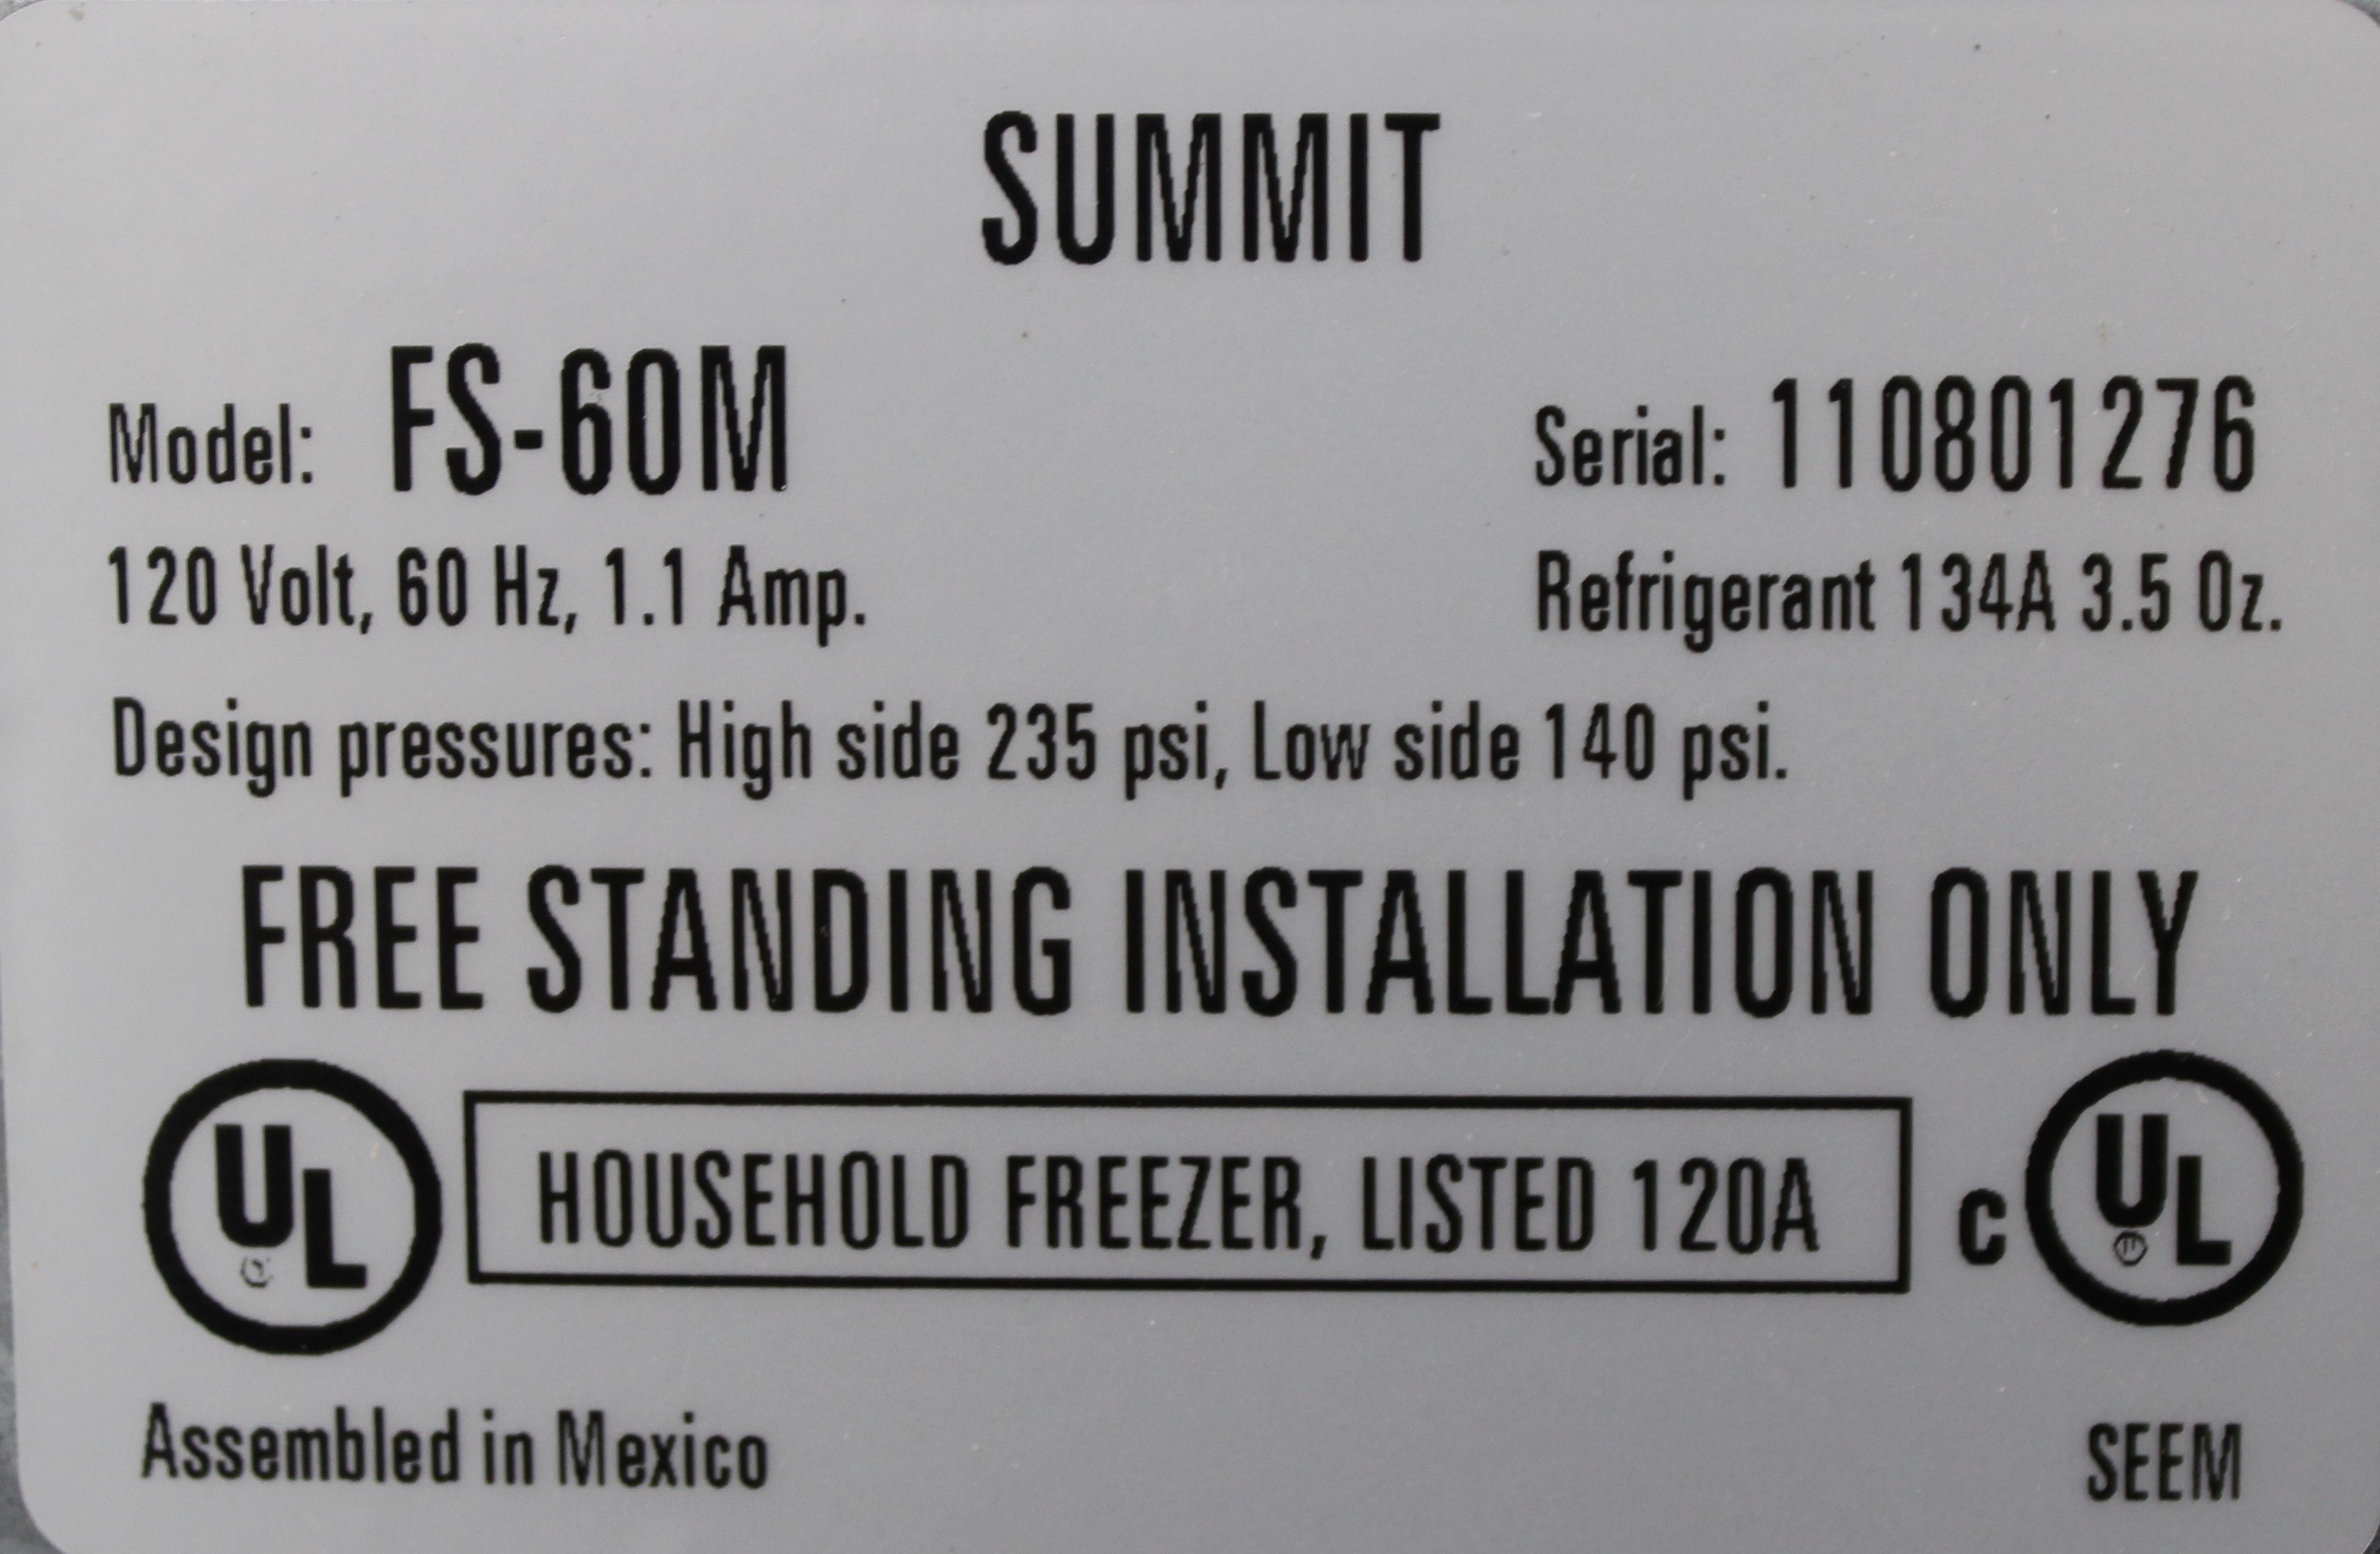 SUMMIT
Model: FS-60M
Serial: 110801276
120 Volt, 60 Hz, 1.1 Amp.
Refrigerant 134A 3.5 Oz.
Design pressures: High side 235 psi, Low side 140 psi.
FREE STANDING INSTALLATION ONLY
UL
HOUSEHOLD FREEZER, LISTED 120A
c UL
Assembled in Mexico
SEEM